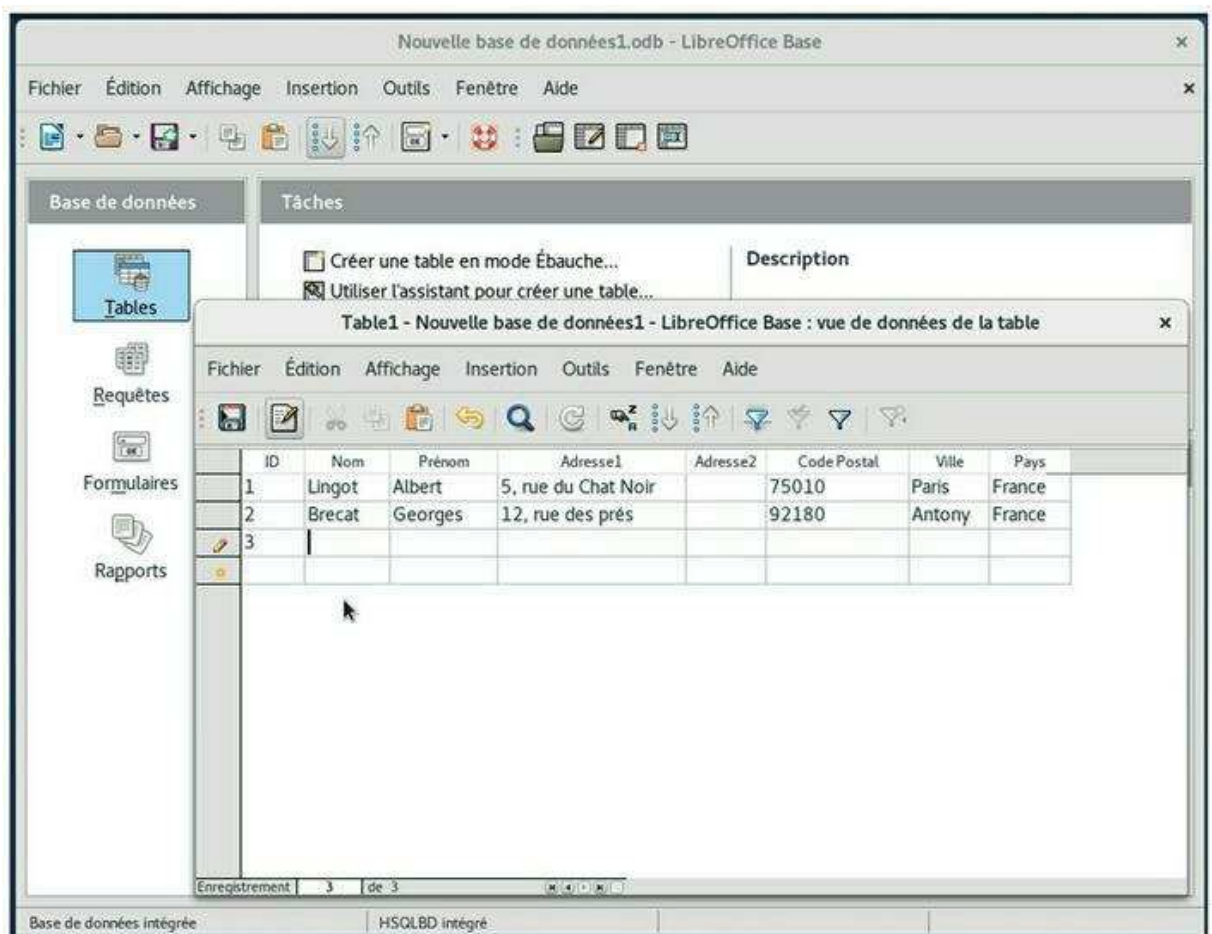 Nouvelle base de données1.odb - LibreOffice Base
Fichier Édition Affichage Insertion Outils Fenêtre Aide
Base de données Tâches
Créer une table en mode Ébauche... Description
Utiliser l'assistant pour créer une table...
Tables
Requêtes
Formulaires
Rapports
Table1 - Nouvelle base de données1 - LibreOffice Base : vue de données de la table
Fichier Édition Affichage Insertion Outils Fenêtre Aide
ID Nom Prénom Adresse1 Adresse2 Code Postal Ville Pays
1 Lingot Albert 5, rue du Chat Noir 75010 Paris France
2 Brecat Georges 12, rue des prés 92180 Antony France
3
Enregistrement 3 de 3
Base de données intégrée HSQLBD intégré